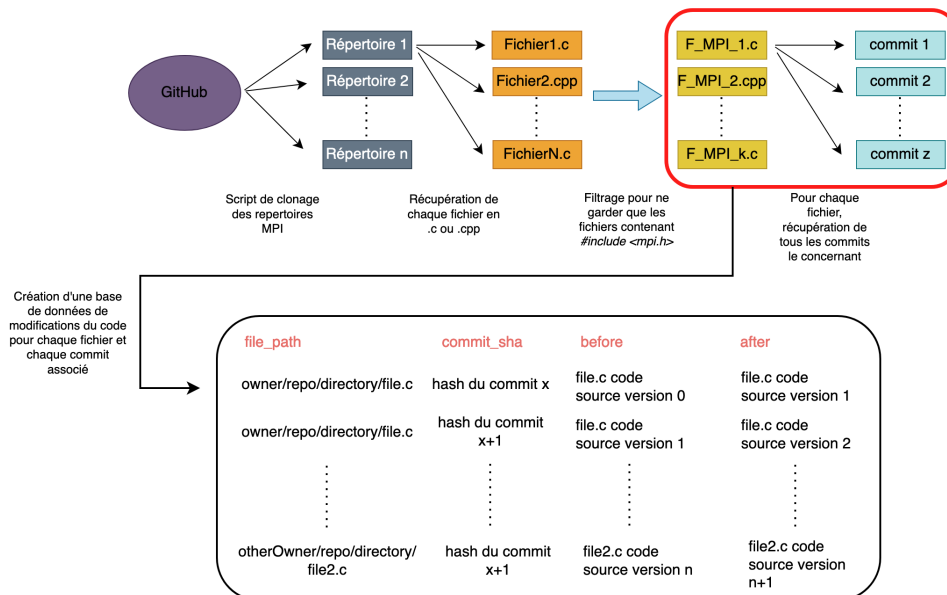 GitHub
Répertoire 1
Répertoire 2
Répertoire n
Fichier1.c
Fichier2.cpp
FichierN.c
F_MPI_1.c
F_MPI_2.cpp
F_MPI_k.c
commit 1
commit 2
commit z
Script de clonage
des repertoires
MPI
Récupération de
chaque fichier en
.c ou .cpp
Filtrage pour ne
garder que les
fichiers contenant
#include <mpi.h>
Pour chaque
fichier,
récupération de
tous les commits
le concernant
Création d'une base
de données de
modifications du code
pour chaque fichier et
chaque commit
associé
file_path
commit_sha
before
after
owner/repo/directory/file.c
hash du commit x
file.c code
source version 0
file.c code
source version 1
owner/repo/directory/file.c
hash du commit
x+1
file.c code
source version 1
file.c code
source version 2
otherOwner/repo/directory/
file2.c
hash du commit
x+1
file2.c code
source version n
file2.c code
source version
n+1